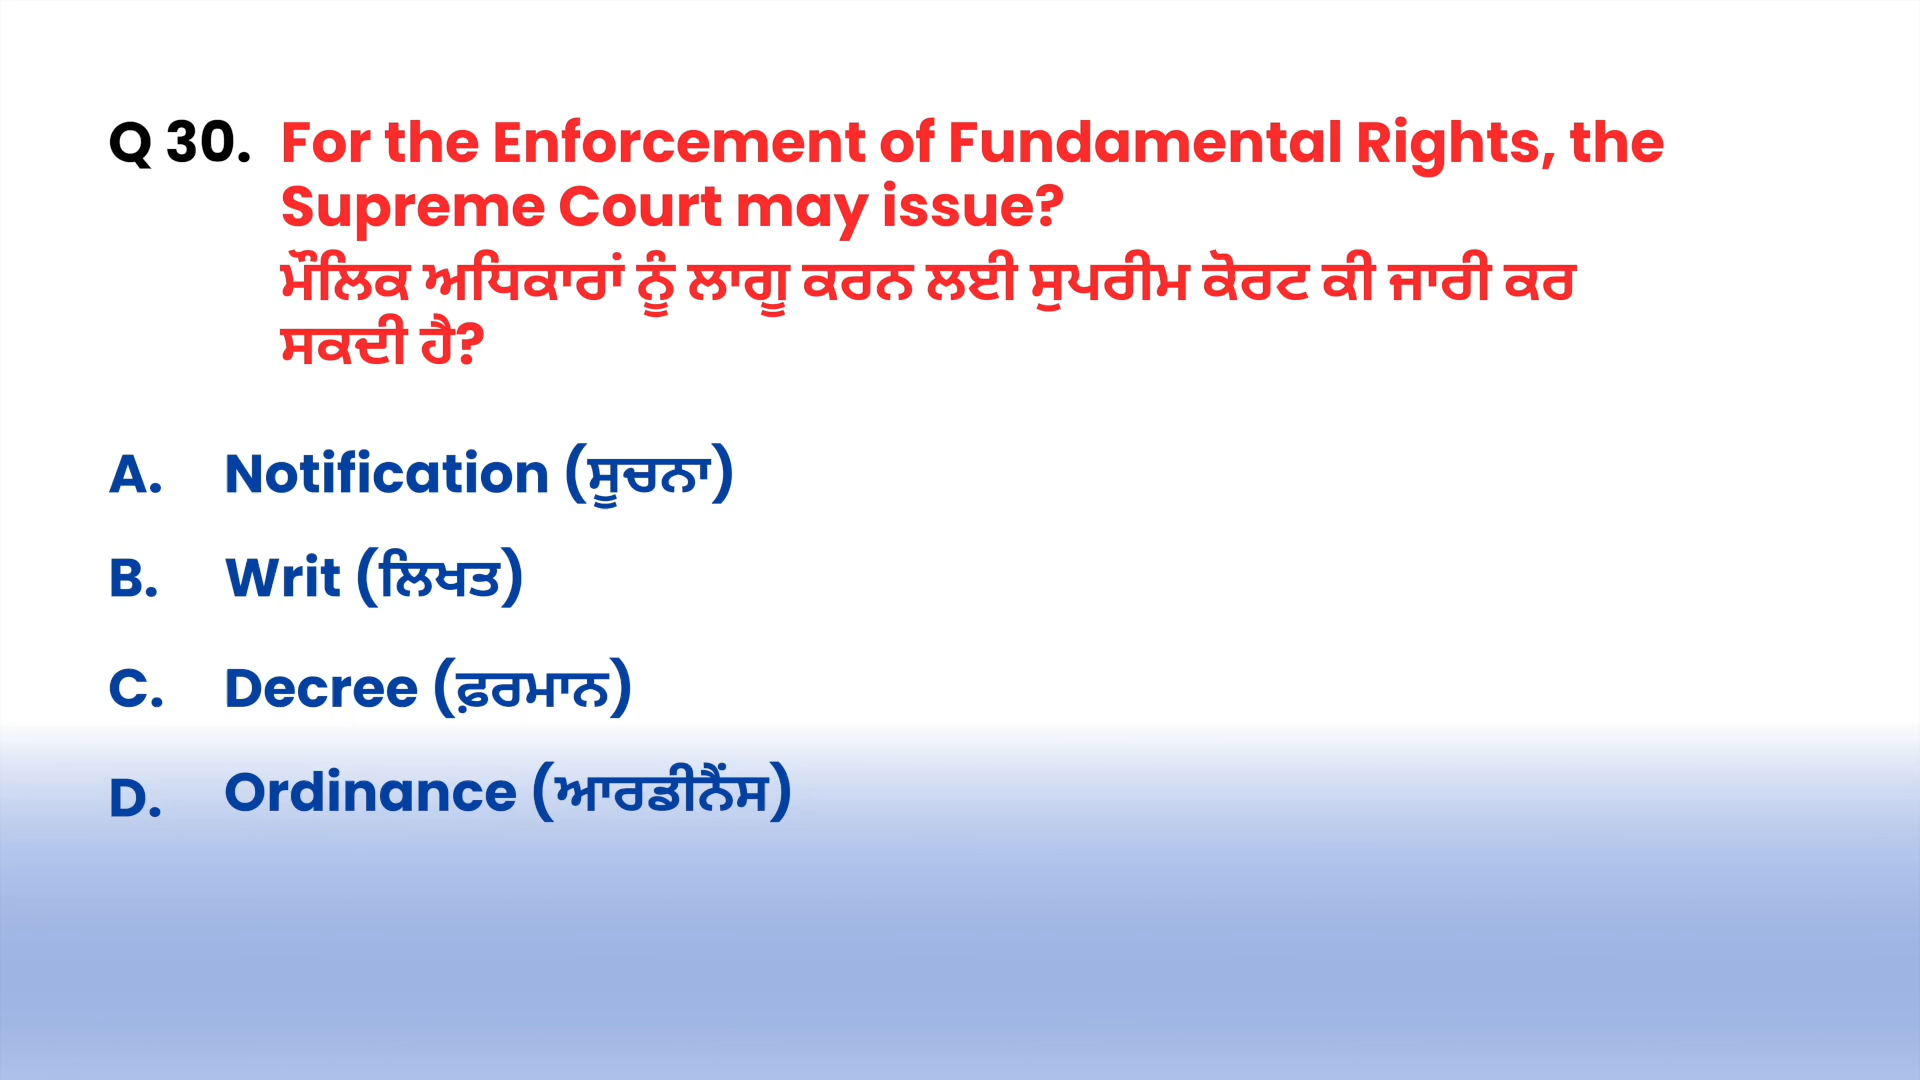 Q 30. For the Enforcement of Fundamental Rights, the
Supreme Court may issue?
ਮੌਲਿਕ ਅਧਿਕਾਰਾਂ ਨੂੰ ਲਾਗੂ ਕਰਨ ਲਈ ਸੁਪਰੀਮ ਕੋਰਟ ਕੀ ਜਾਰੀ ਕਰ
ਸਕਦੀ ਹੈ?
A. Notification (ਸੂਚਨਾ)
B. Writ (ਲਿਖਤ)
C. Decree (ਫ਼ਰਮਾਨ)
D. Ordinance (ਆਰਡੀਨੈਂਸ)